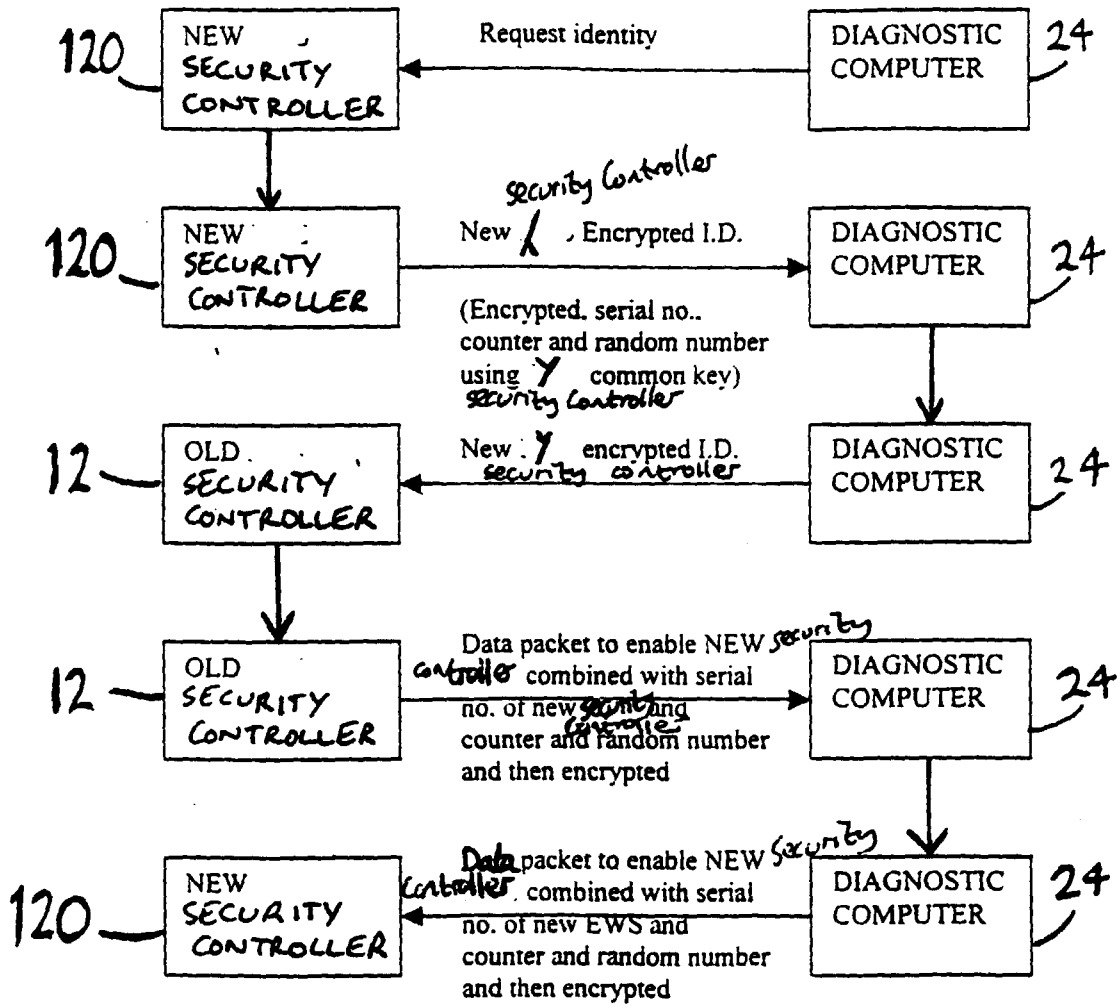 120
NEW
SECURITY
CONTROLLER
Request identity
DIAGNOSTIC
COMPUTER
24
120
NEW
SECURITY
CONTROLLER
security Controller
New Encrypted I.D.
(Encrypted. serial no..
counter and random number
using Y common key)
security Controller
DIAGNOSTIC
COMPUTER
24
12
OLD
SECURITY
CONTROLLER
New Y encrypted I.D.
security controller
DIAGNOSTIC
COMPUTER
24
12
OLD
SECURITY
CONTROLLER
Data packet to enable NEW security
controller combined with serial
no. of new security and
controller
counter and random number
and then encrypted
DIAGNOSTIC
COMPUTER
24
120
NEW
SECURITY
CONTROLLER
Data packet to enable NEW security
controller combined with serial
no. of new EWS and
counter and random number
and then encrypted
DIAGNOSTIC
COMPUTER
24